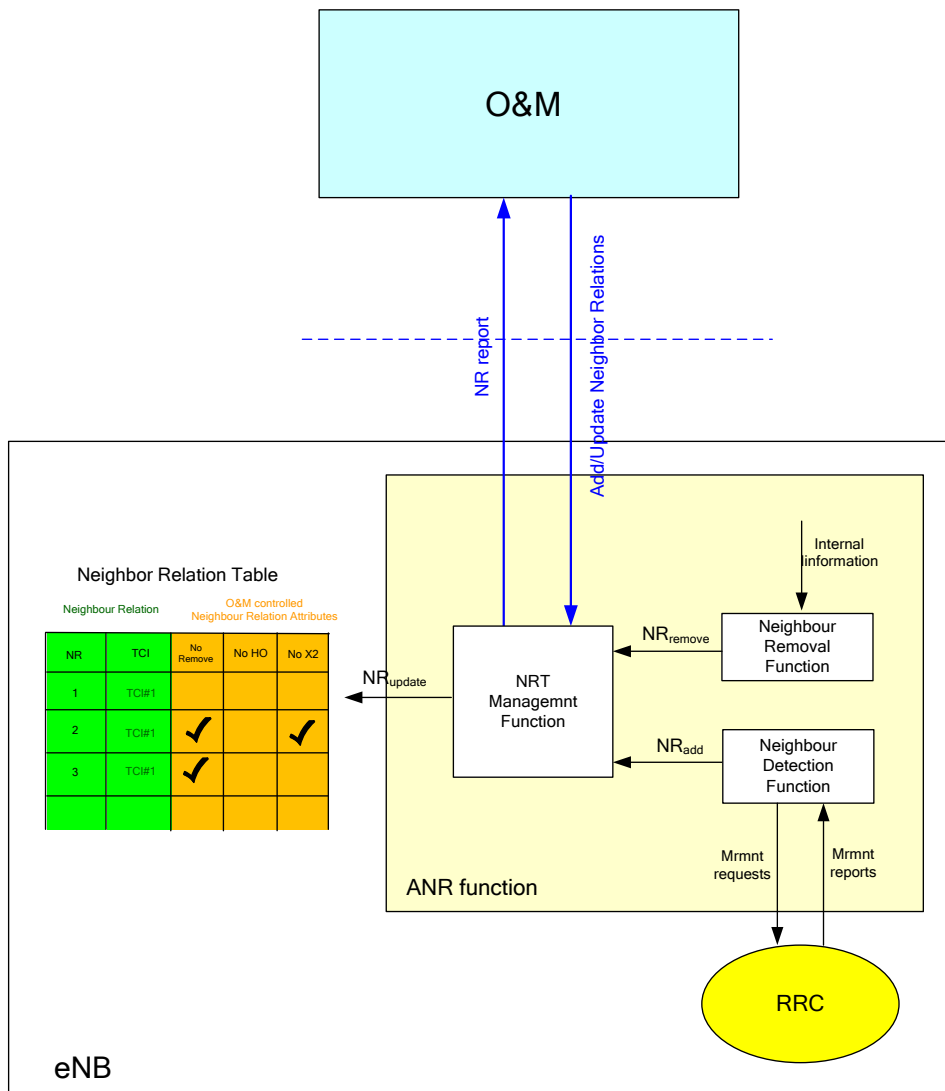 O&M
NR report
Add/Update Neighbor Relations
Neighbor Relation Table
Neighbour Relation
O&M controlled
Neighbour Relation Attributes
NR TCI No Remove No HO No X2
1 TCI#1
2 TCI#1 ✓ ✓
3 TCI#1 ✓
NRupdate
NRT
Managemnt
Function
NRremove
NRadd
Internal
Iinformation
Neighbour
Removal
Function
Neighbour
Detection
Function
Mrmnt
requests
Mrmnt
reports
ANR function
RRC
eNB